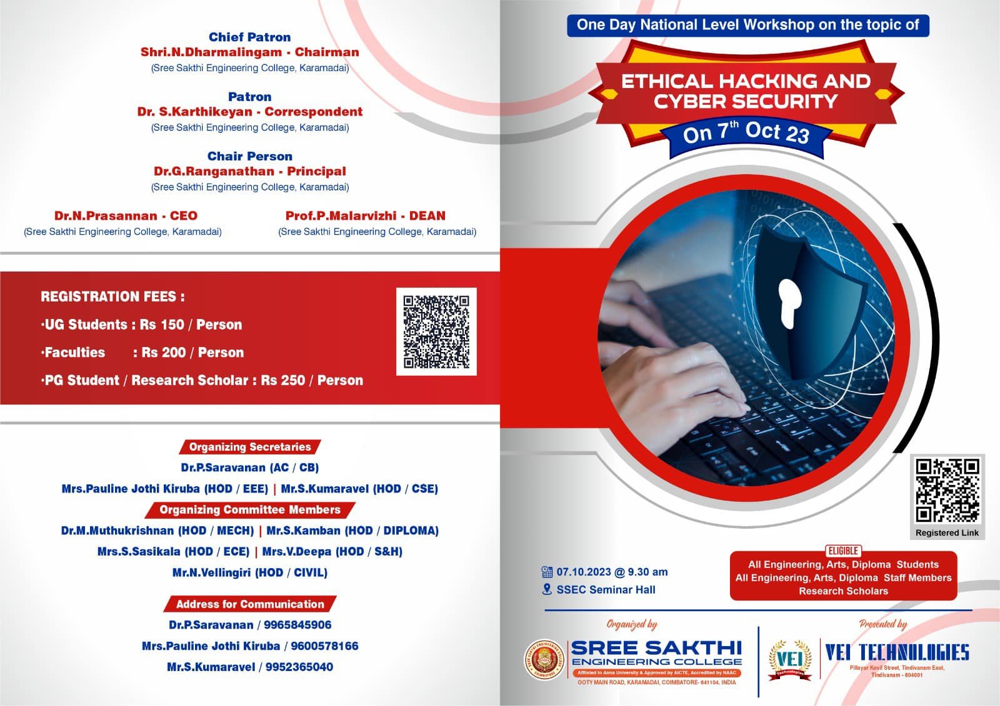 Chief Patron
Shri.N.Dharmalingam - Chairman
(Sree Sakthi Engineering College, Karamadai)
Patron
Dr. S.Karthikeyan - Correspondent
(Sree Sakthi Engineering College, Karamadai)
Chair Person
Dr.G.Ranganathan - Principal
(Sree Sakthi Engineering College, Karamadai)
Dr.N.Prasannan - CEO
(Sree Sakthi Engineering College, Karamadai)
Prof.P.Malarvizhi - DEAN
(Sree Sakthi Engineering College, Karamadai)
REGISTRATION FEES :
•UG Students : Rs 150 / Person
•Faculties : Rs 200 / Person
•PG Student / Research Scholar : Rs 250 / Person
Organizing Secretaries
Dr.P.Saravanan (AC / CB)
Mrs.Pauline Jothi Kiruba (HOD / EEE) | Mr.S.Kumaravel (HOD / CSE)
Organizing Committee Members
Dr.M.Muthukrishnan (HOD / MECH) | Mr.S.Kamban (HOD / DIPLOMA)
Mrs.S.Sasikala (HOD / ECE) | Mrs.V.Deepa (HOD / S&H)
Mr.N.Vellingiri (HOD / CIVIL)
Address for Communication
Dr.P.Saravanan / 9965845906
Mrs.Pauline Jothi Kiruba / 9600578166
Mr.S.Kumaravel / 9952365040
One Day National Level Workshop on the topic of
ETHICAL HACKING AND
CYBER SECURITY
On 7th Oct 23
Registered Link
07.10.2023 @ 9.30 am
SSEC Seminar Hall
ELIGIBLE
All Engineering, Arts, Diploma Students
All Engineering, Arts, Diploma Staff Members
Research Scholars
Organized by
SREE SAKTHI ENGINEERING COLLEGE
COIMBATORE
SREE SAKTHI
ENGINEERING COLLEGE
Affliated to Anna University & Approved by AICTE, Accredited by NAAC
OOTY MAIN ROAD, KARAMADAI, COIMBATORE- 641104. INDIA
Presented by
VEI
Technologies
VEI TECHNOLOGIES
Pillayar Kovil Street, Tindivanam East,
Tindivanam - 604001